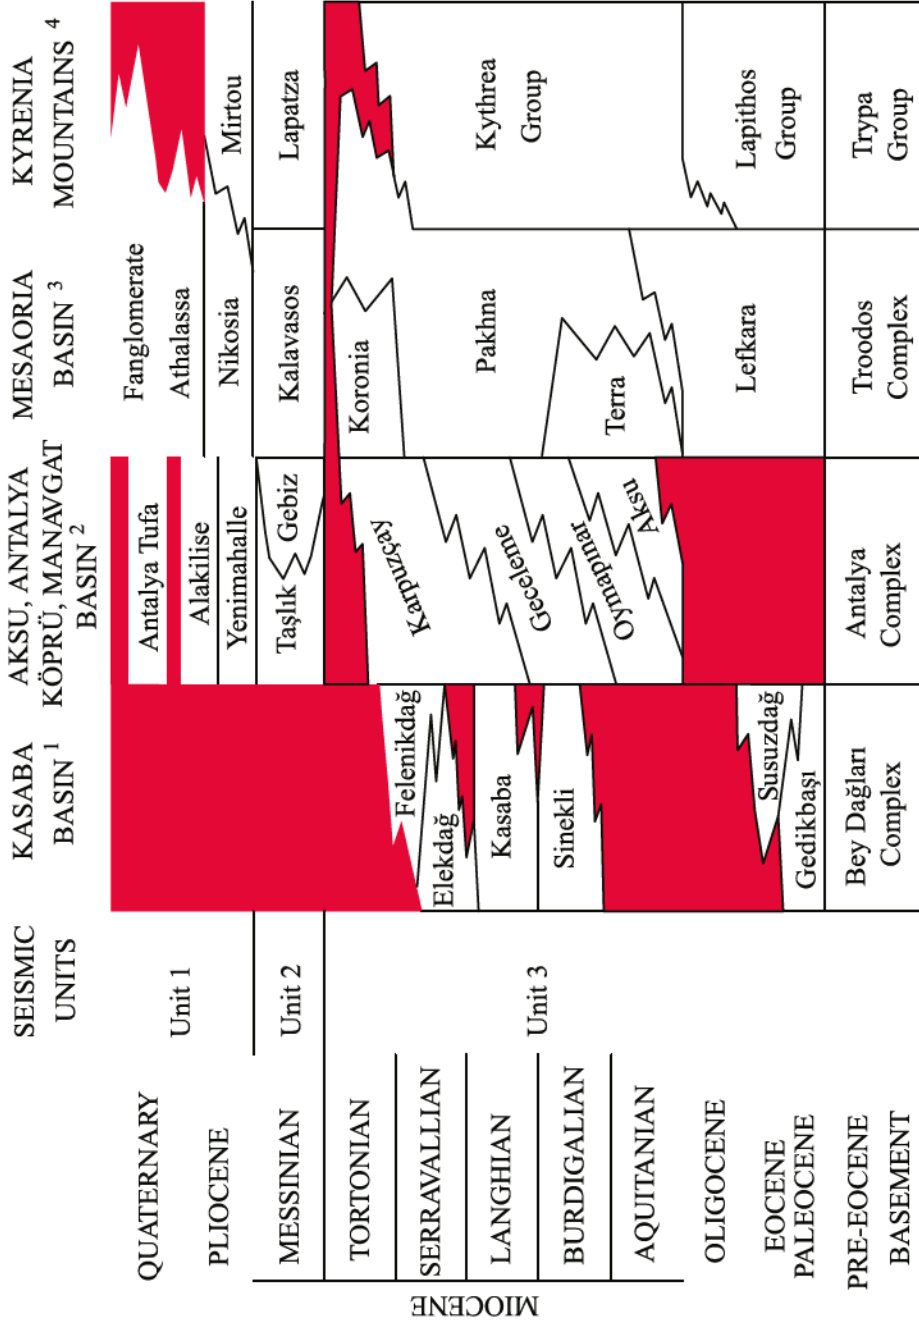 SEISMIC
UNITS
KASABA
BASIN 1
AKSU, ANTALYA
KÖPRÜ, MANAVGAT
BASIN 2
MESAORIA
BASIN 3
KYRENIA
MOUNTAINS 4
QUATERNARY
PLIOCENE
MESSINIAN
TORTONIAN
SERRAVALLIAN
LANGHIAN
BURDIGALIAN
AQUITANIAN
MIOCENE
OLIGOCENE
EOCENE
PALEOCENE
PRE-EOCENE
BASEMENT
Unit 1
Unit 2
Unit 3
Felenikdağ
Elekdağ
Kasaba
Sinekli
Susuzdağ
Gedikbaşı
Bey Dağları
Complex
Antalya Tufa
Alakilise
Yenimahalle
Taşlık
Gebiz
Karpuzçay
Geceleme
Oymapınar
Aksu
Antalya
Complex
Fanglomerate
Athalassa
Nikosia
Kalavasos
Koronia
Pakhna
Terra
Lefkara
Troodos
Complex
Mirtou
Lapatza
Kythrea
Group
Lapithos
Group
Trypa
Group